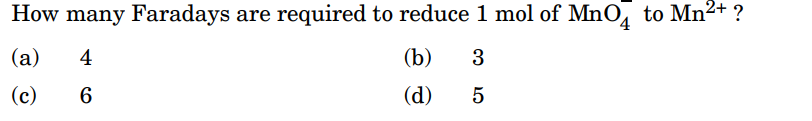 How many Faradays are required to reduce 1 mol of MnO₄⁻ to Mn²⁺ ?
(a) 4 (b) 3
(c) 6 (d) 5